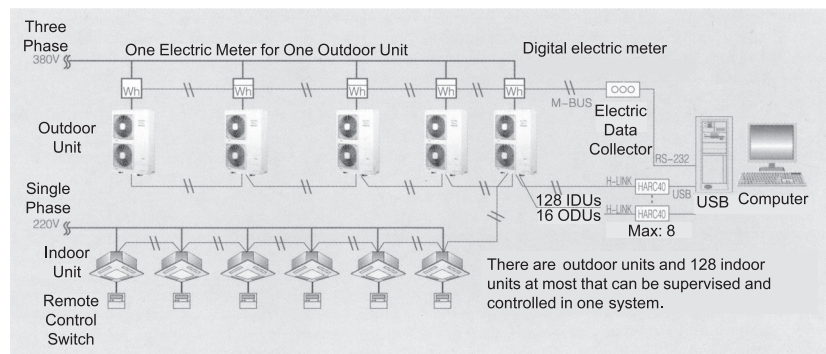 Three
Phase
380V
One Electric Meter for One Outdoor Unit
Digital electric meter
Wh
Wh
Wh
Wh
Wh
M-BUS
Electric
Data
Collector
Outdoor
Unit
RS-232
Single
Phase
220V
128 IDUs
16 ODUs
H-LINK
HARC40
USB
H-LINK
HARC40
Max: 8
USB
Computer
Indoor
Unit
There are outdoor units and 128 indoor
units at most that can be supervised and
controlled in one system.
Remote
Control
Switch